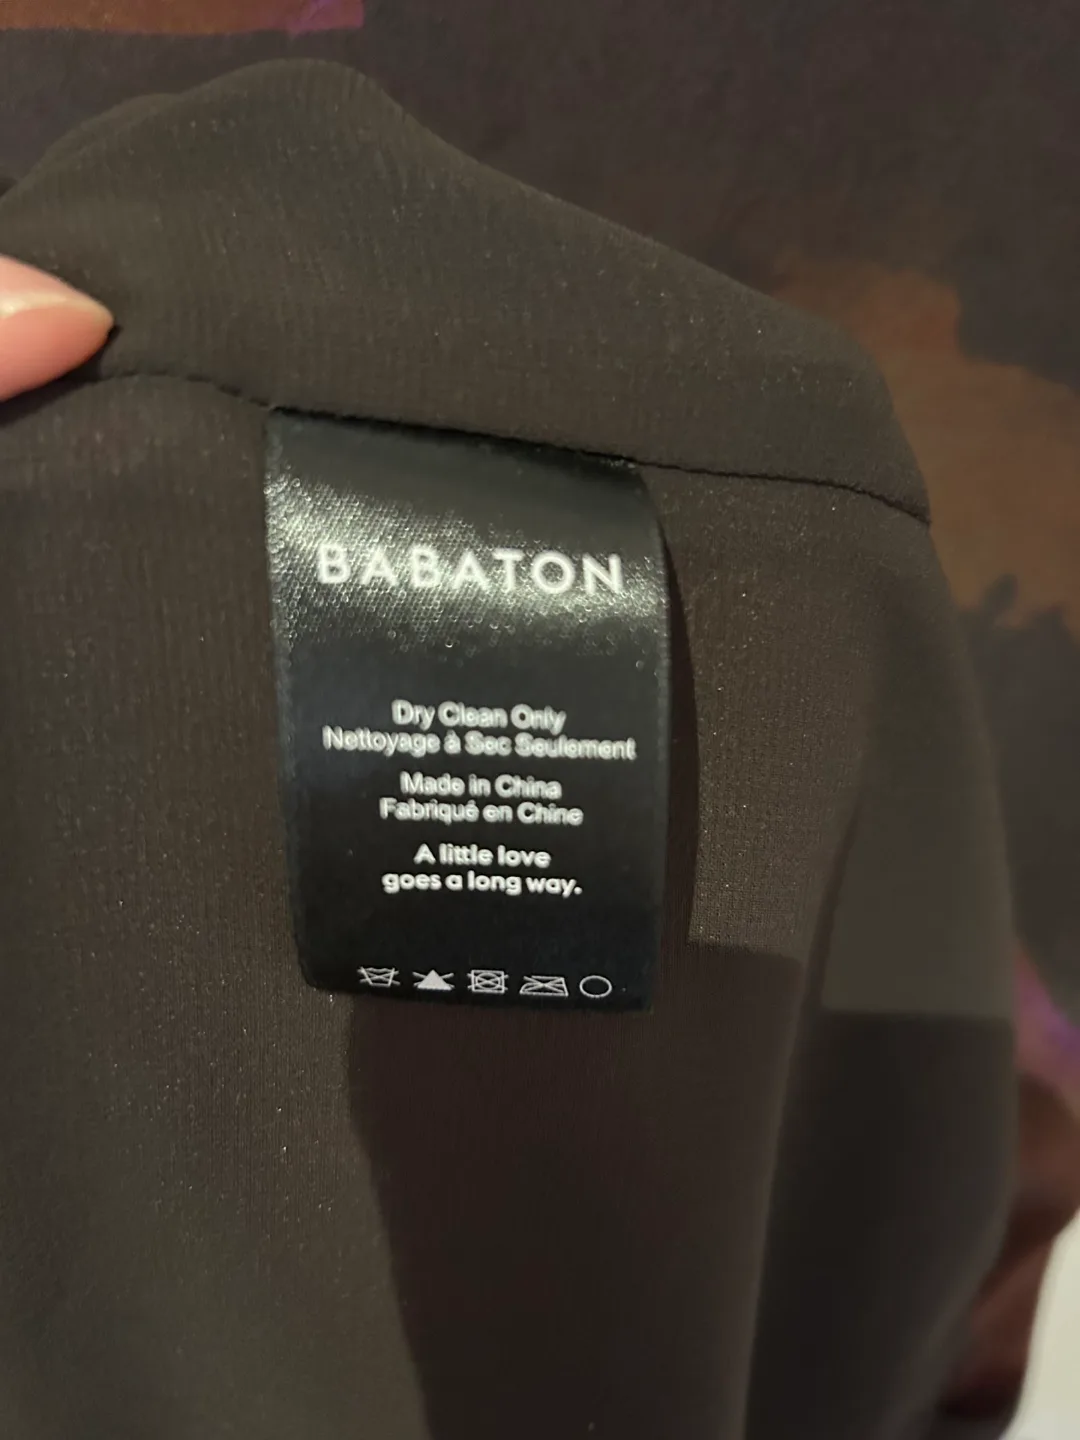 BABATON
Dry Clean Only
Nettoyage à Sec Seulement
Made in China
Fabriqué en Chine
A little love
goes a long way.